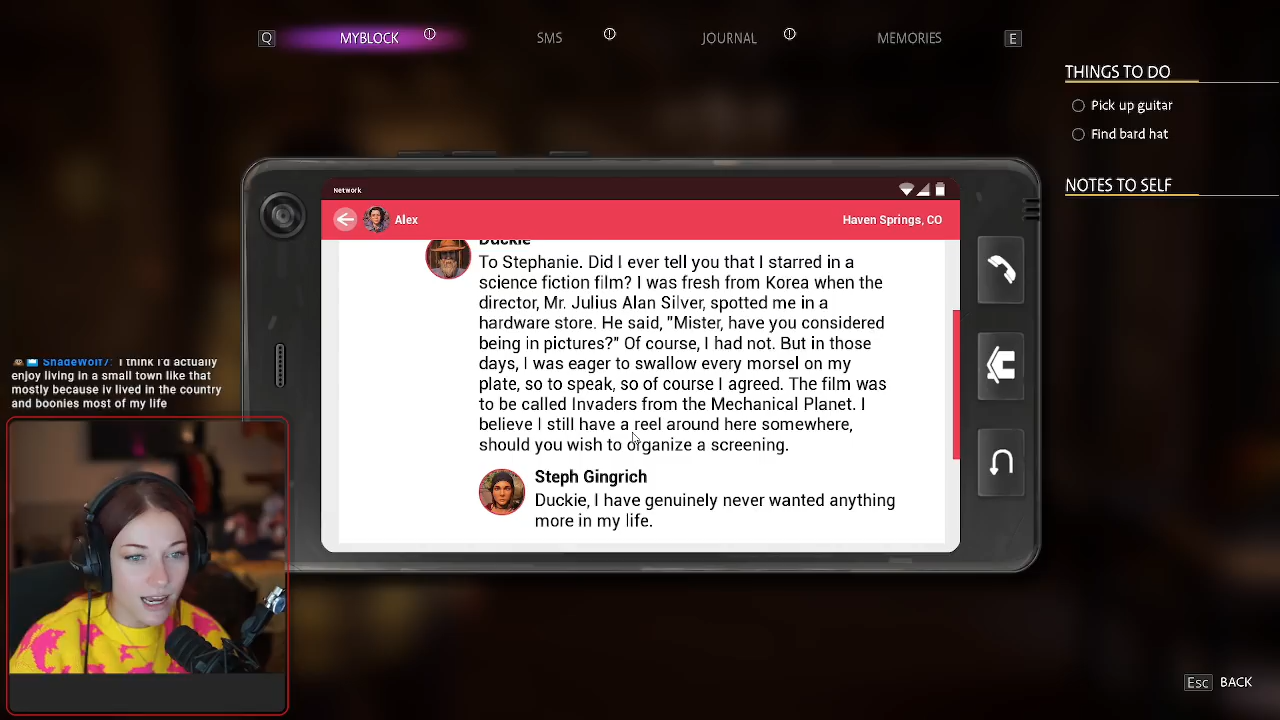 Q
MYBLOCK
SMS
JOURNAL
MEMORIES
E
THINGS TO DO
Pick up guitar
Find bard hat
NOTES TO SELF
Network
Alex
Haven Springs, CO
Duckie
To Stephanie. Did I ever tell you that I starred in a
science fiction film? I was fresh from Korea when the
director, Mr. Julius Alan Silver, spotted me in a
hardware store. He said, "Mister, have you considered
being in pictures?" Of course, I had not. But in those
days, I was eager to swallow every morsel on my
plate, so to speak, so of course I agreed. The film was
to be called Invaders from the Mechanical Planet. I
believe I still have a reel around here somewhere,
should you wish to organize a screening.
Steph Gingrich
Duckie, I have genuinely never wanted anything
more in my life.
ShadeWolf7: I think I'd actually
enjoy living in a small town like that
mostly because iv lived in the country
and boonies most of my life
Esc BACK